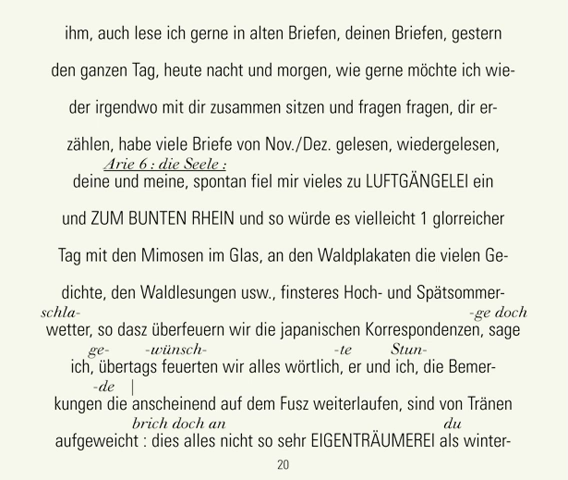 ihm, auch lese ich gerne in alten Briefen, deinen Briefen, gestern
den ganzen Tag, heute nacht und morgen, wie gerne möchte ich wie-
der irgendwo mit dir zusammen sitzen und fragen fragen, dir er-
zählen, habe viele Briefe von Nov./Dez. gelesen, wiedergelesen,
Arie 6 : die Seele :
deine und meine, spontan fiel mir vieles zu LUFTGÄNGELEI ein
und ZUM BUNTEN RHEIN und so würde es vielleicht 1 glorreicher
Tag mit den Mimosen im Glas, an den Waldplakaten die vielen Ge-
dichte, den Waldlesungen usw., finsteres Hoch- und Spätsommer-
schla- -ge doch
wetter, so dasz überfeuern wir die japanischen Korrespondenzen, sage
ge- -wünsch- -te Stun-
ich, übertags feuerten wir alles wörtlich, er und ich, die Bemer-
-de |
kungen die anscheinend auf dem Fusz weiterlaufen, sind von Tränen
brich doch an du
aufgeweicht : dies alles nicht so sehr EIGENTRÄUMEREI als winter-
20